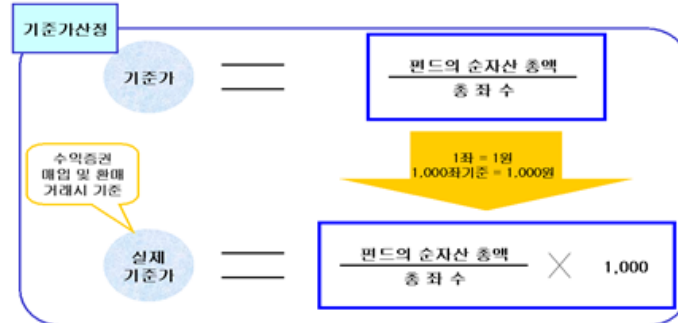 기준가산정
기준가
펀드의 순자산 총액
총 좌 수
1좌 = 1원
1,000좌기준 = 1,000원
수익증권
매입 및 환매
거래시 기준
실제
기준가
펀드의 순자산 총액
총 좌 수
1,000